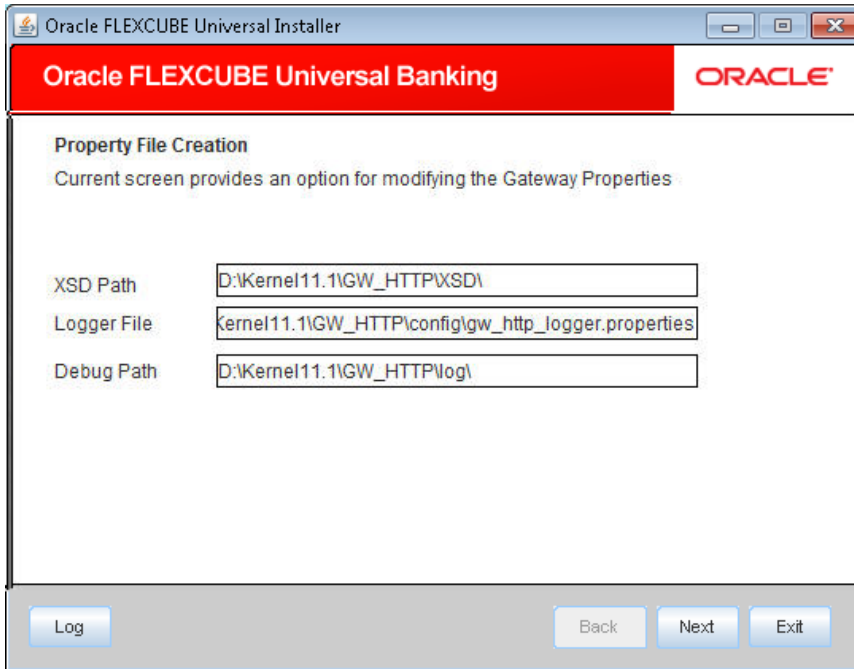 Oracle FLEXCUBE Universal Installer
Oracle FLEXCUBE Universal Banking
ORACLE®
Property File Creation
Current screen provides an option for modifying the Gateway Properties
XSD Path D:\Kernel11.1\GW_HTTP\XSD\
Logger File Kernel11.1\GW_HTTP\config\gw_http_logger.properties
Debug Path D:\Kernel11.1\GW_HTTP\log\
Log Back Next Exit